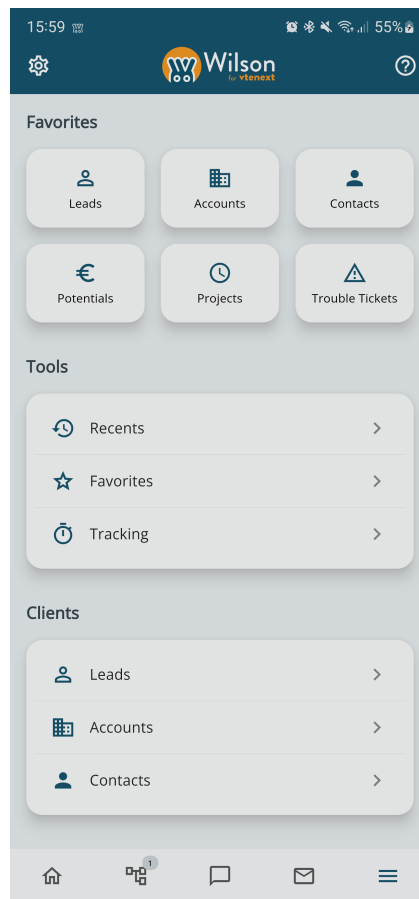 15:59 55%
Wilson
for vtenext
Favorites
Leads Accounts Contacts
Potentials Projects Trouble Tickets
Tools
Recents
Favorites
Tracking
Clients
Leads
Accounts
Contacts
1